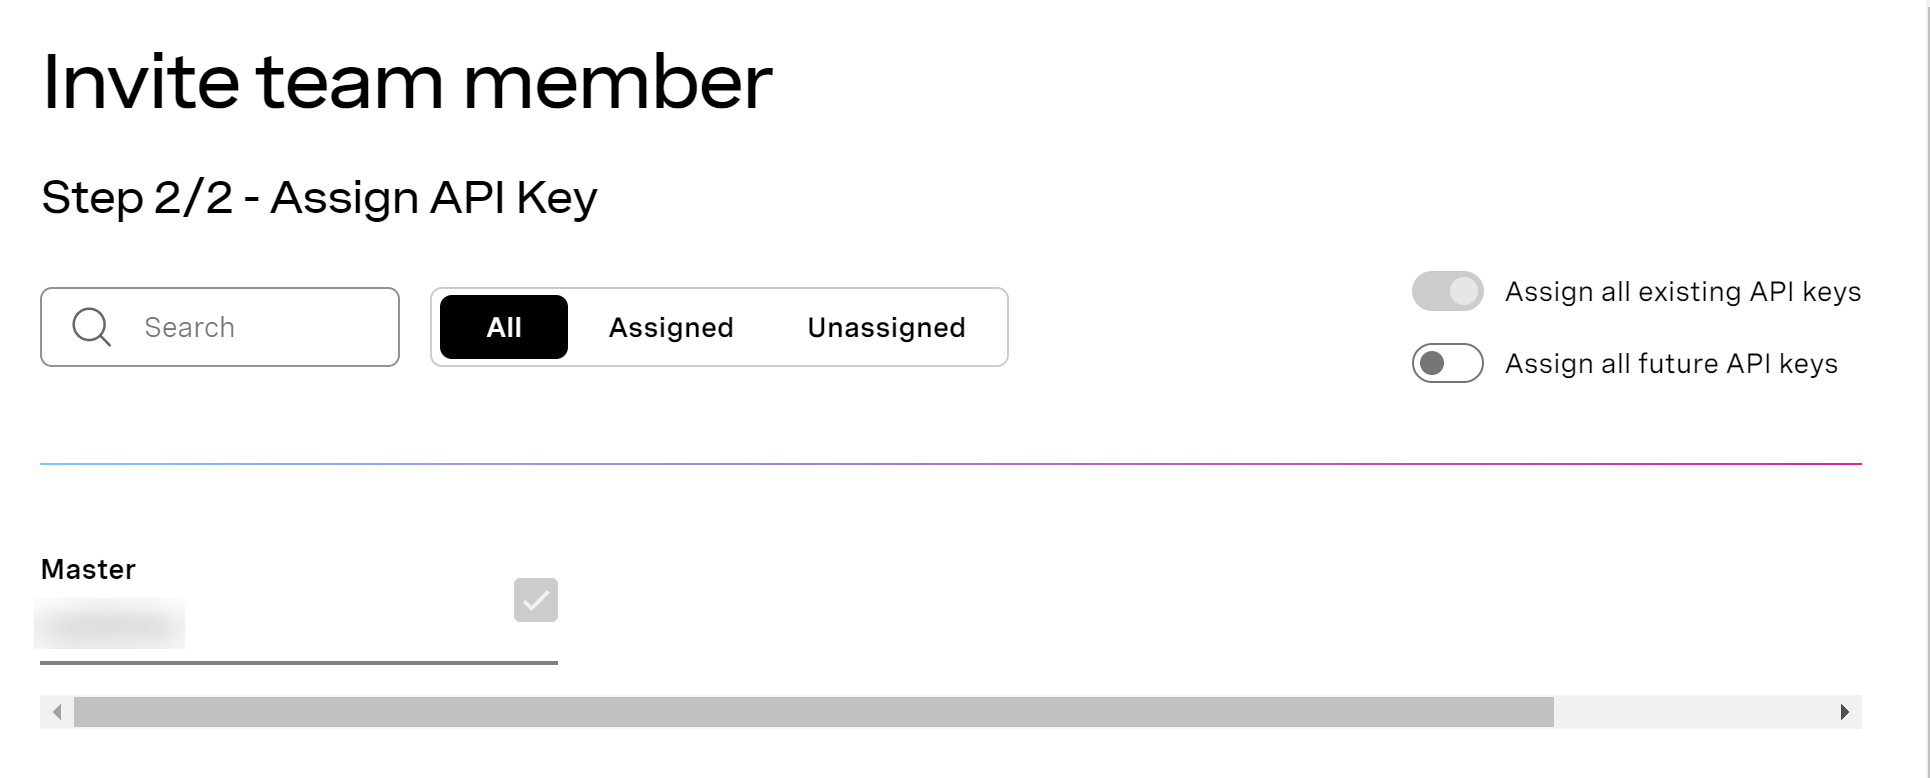 Invite team member
Step 2/2 - Assign API Key
Search
All Assigned Unassigned
Assign all existing API keys
Assign all future API keys
Master